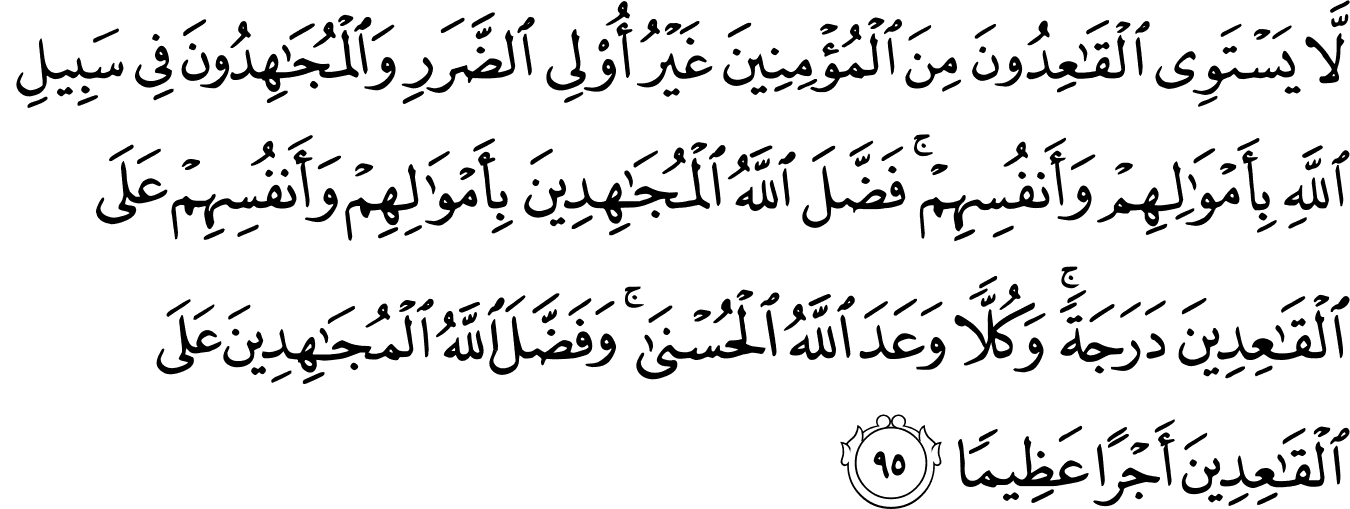 لَّا يَسْتَوِى ٱلْقَـٰعِدُونَ مِنَ ٱلْمُؤْمِنِينَ غَيْرُ أُو۟لِى ٱلضَّرَرِ وَٱلْمُجَـٰهِدُونَ فِى سَبِيلِ
ٱللَّهِ بِأَمْوَٰلِهِمْ وَأَنفُسِهِمْ ۚ فَضَّلَ ٱللَّهُ ٱلْمُجَـٰهِدِينَ بِأَمْوَٰلِهِمْ وَأَنفُسِهِمْ عَلَى
ٱلْقَـٰعِدِينَ دَرَجَةً ۚ وَكُلًّا وَعَدَ ٱللَّهُ ٱلْحُسْنَىٰ ۚ وَفَضَّلَ ٱللَّهُ ٱلْمُجَـٰهِدِينَ عَلَى
ٱلْقَـٰعِدِينَ أَجْرًا عَظِيمًا ٩٥